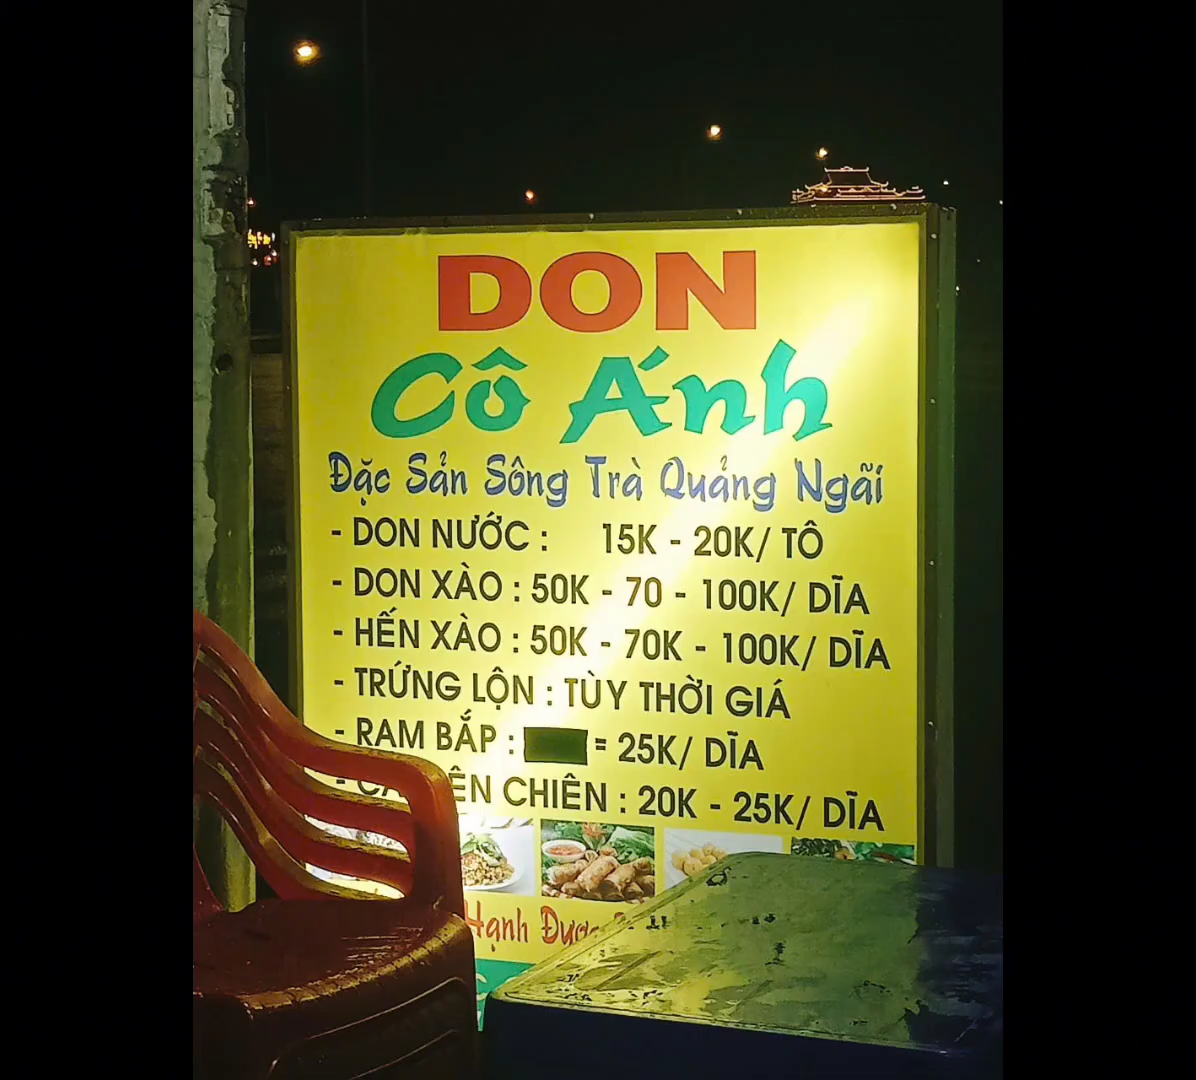 DON
Cô Ánh
Đặc Sản Sông Trà Quảng Ngãi
- DON NƯỚC : 15K - 20K/ TÔ
- DON XÀO : 50K - 70 - 100K/ DĨA
- HẾN XÀO : 50K - 70K - 100K/ DĨA
- TRỨNG LỘN : TÙY THỜI GIÁ
- RAM BẮP : = 25K/ DĨA
- CHIÊN : 20K - 25K/ DĨA
Hạnh